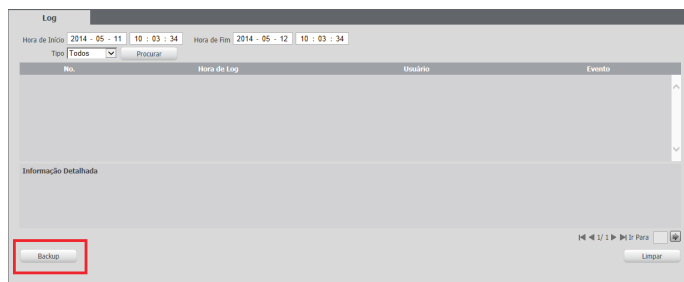 Log
Hora de Início 2014 - 05 - 11 10 : 03 : 34 Hora de Fim 2014 - 05 - 12 10 : 03 : 34
Tipo Todos Procurar
No. Hora de Log Usuário Evento
Informação Detalhada
1/ 1 Ir Para
Backup Limpar